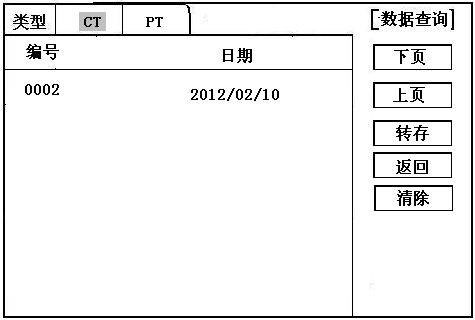 类型 CT PT
[数据查询]
编号 日期
0002 2012/02/10
下页
上页
转存
返回
清除